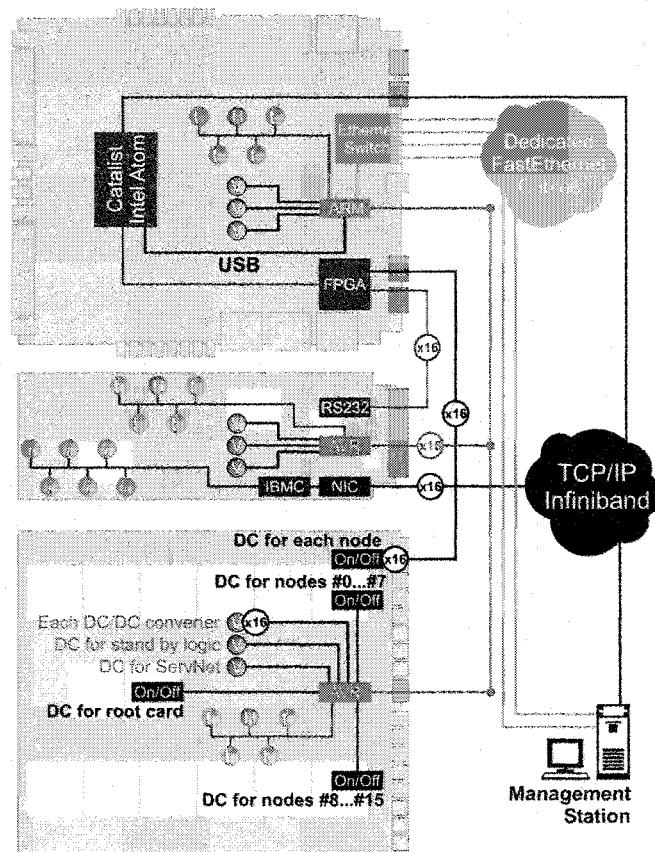 Catalist
Intel Atom
Ethernet
Switch
Dedicated
FastEthernet
ARM
USB
FPGA
x16
RS232
x16
AVR
x16
IBMC
NIC
x16
TCP/IP
Infiniband
DC for each node
On/Off
x16
DC for nodes #0...#7
On/Off
Each DC/DC converter
x16
DC for stand by logic
DC for ServNet
On/Off
AVR
DC for root card
On/Off
DC for nodes #8...#15
Management
Station